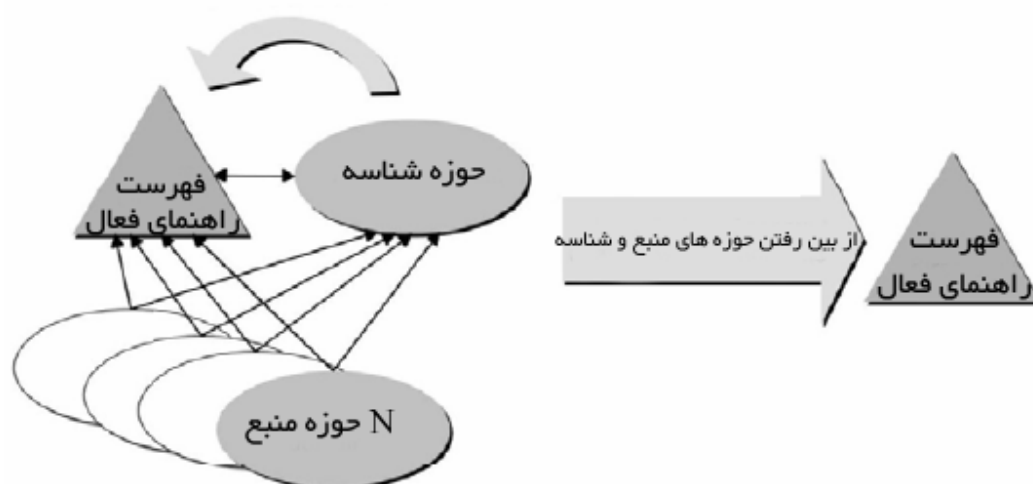 حوزه شناسه
فهرست
راهنمای فعال
از بین رفتن حوزه های منبع و شناسه
فهرست
راهنمای فعال
N حوزه منبع